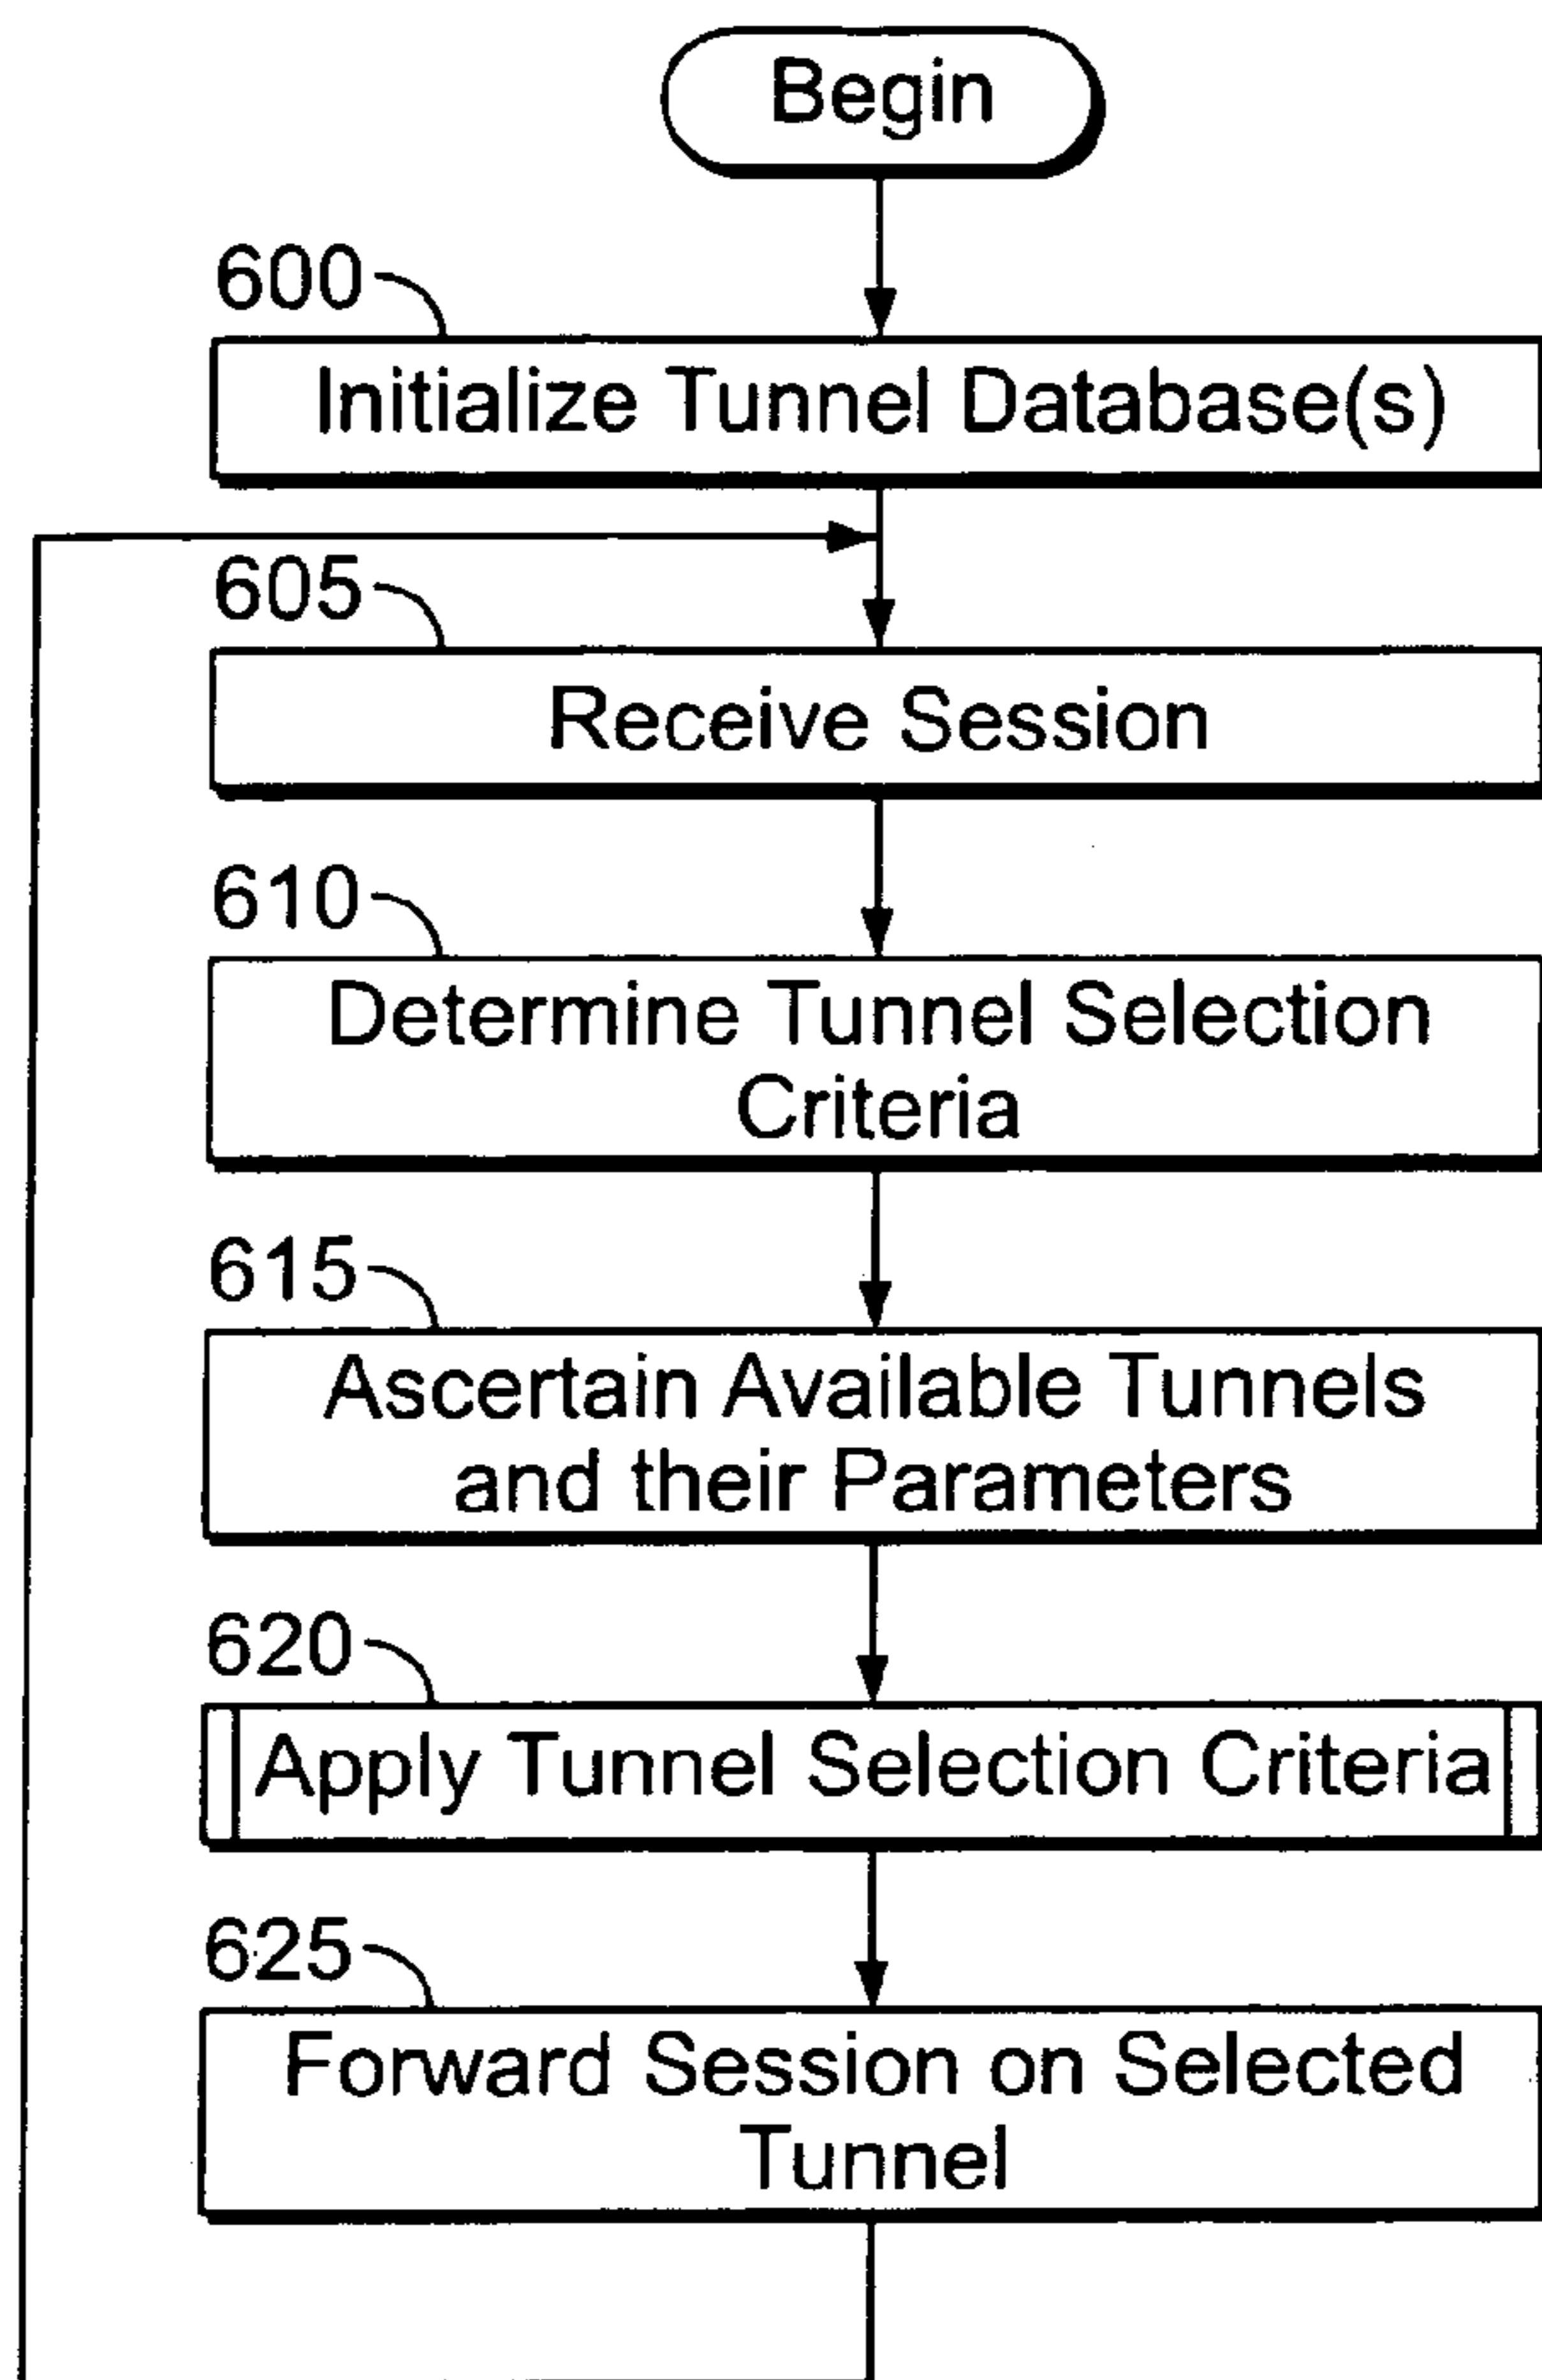 Begin
600
Initialize Tunnel Database(s)
605
Receive Session
610
Determine Tunnel Selection
Criteria
615
Ascertain Available Tunnels
and their Parameters
620
Apply Tunnel Selection Criteria
625
Forward Session on Selected
Tunnel